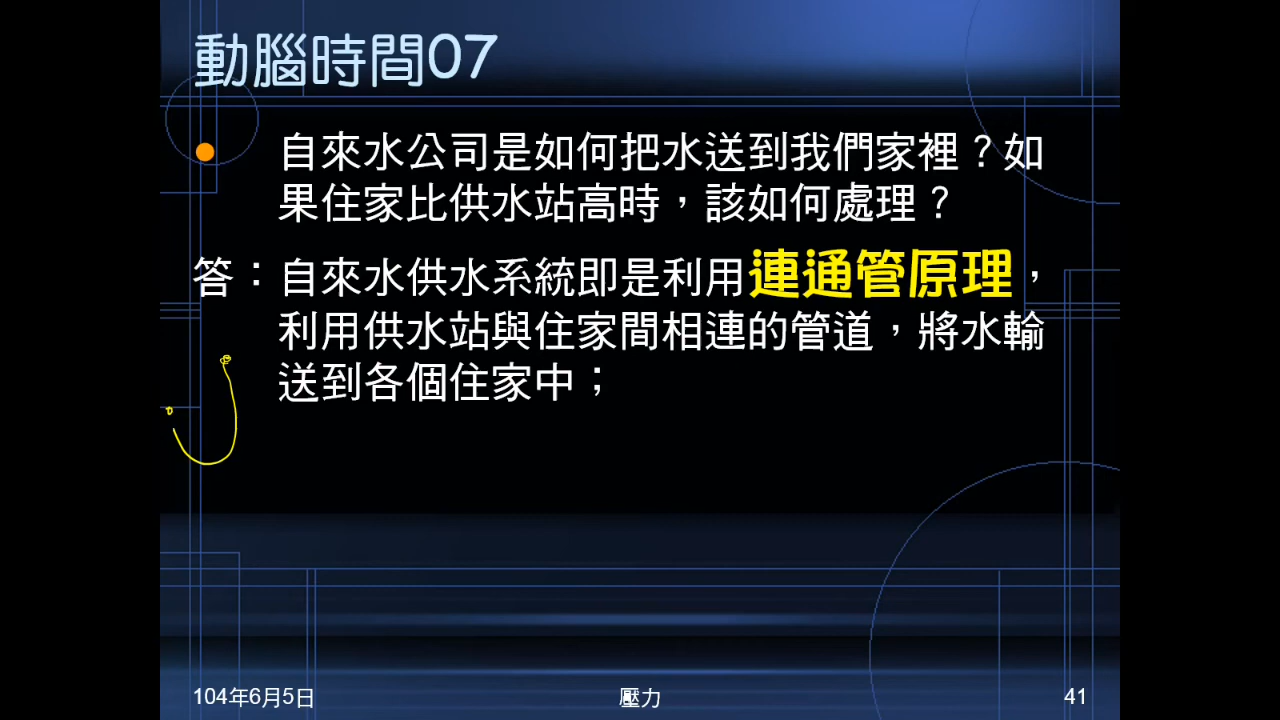 動腦時間07
自來水公司是如何把水送到我們家裡？如
果住家比供水站高時，該如何處理？
答：自來水供水系統即是利用連通管原理，
利用供水站與住家間相連的管道，將水輸
送到各個住家中；
104年6月5日
壓力
41